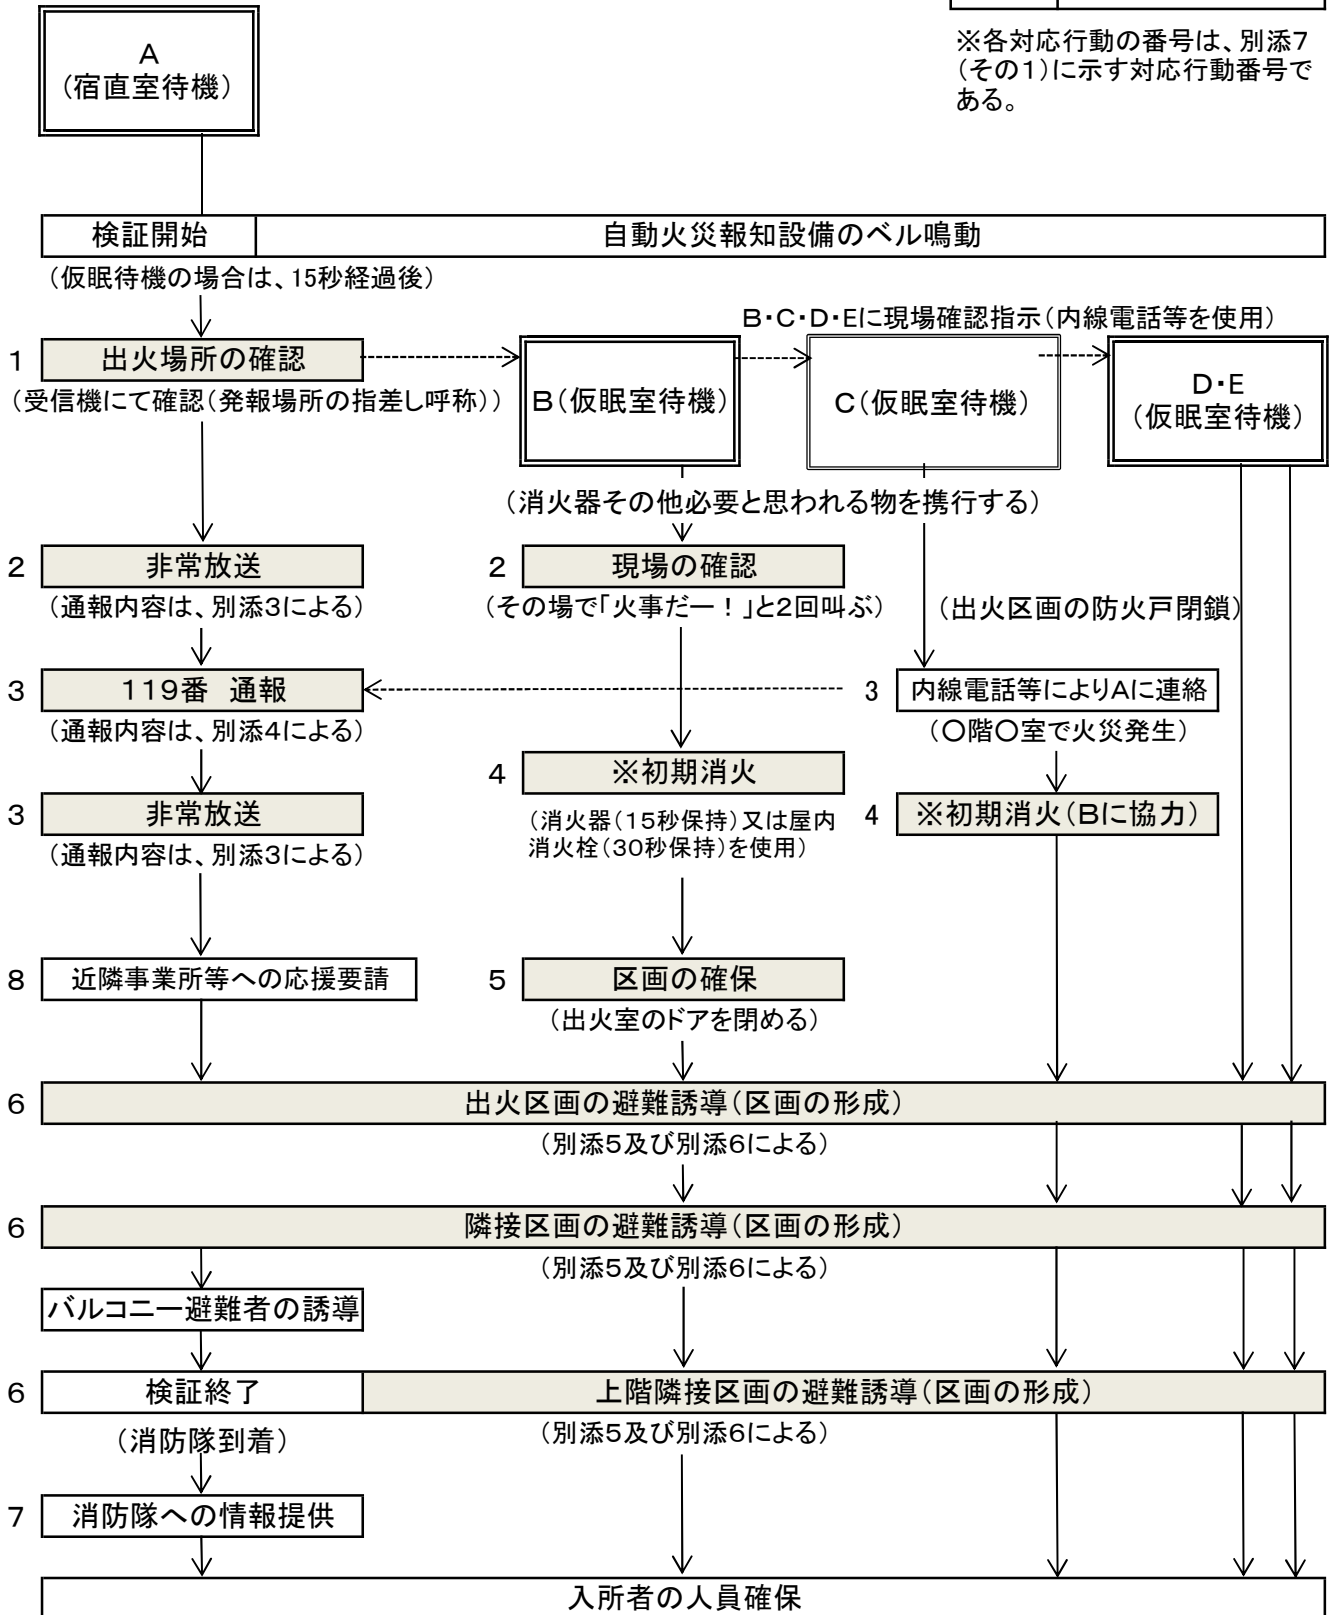 A
(宿直室待機)
※各対応行動の番号は、別添7
(その1)に示す対応行動番号で
ある。
検証開始
自動火災報知設備のベル鳴動
(仮眠待機の場合は、15秒経過後)
B・C・D・Eに現場確認指示(内線電話等を使用)
1 出火場所の確認
(受信機にて確認(発報場所の指差し呼称))
B(仮眠室待機)
C(仮眠室待機)
D・E
(仮眠室待機)
(消火器その他必要と思われる物を携行する)
2 非常放送
(通報内容は、別添3による)
2 現場の確認
(その場で「火事だー!」と2回叫ぶ)
(出火区画の防火戸閉鎖)
3 119番 通報
(通報内容は、別添4による)
3 内線電話等によりAに連絡
(〇階〇室で火災発生)
4 ※初期消火
(消火器(15秒保持)又は屋内
消火栓(30秒保持)を使用)
3 非常放送
(通報内容は、別添3による)
4 ※初期消火(Bに協力)
8 近隣事業所等への応援要請
5 区画の確保
(出火室のドアを閉める)
6 出火区画の避難誘導(区画の形成)
(別添5及び別添6による)
6 隣接区画の避難誘導(区画の形成)
(別添5及び別添6による)
バルコニー避難者の誘導
6 検証終了
上階隣接区画の避難誘導(区画の形成)
(消防隊到着)
(別添5及び別添6による)
7 消防隊への情報提供
入所者の人員確保